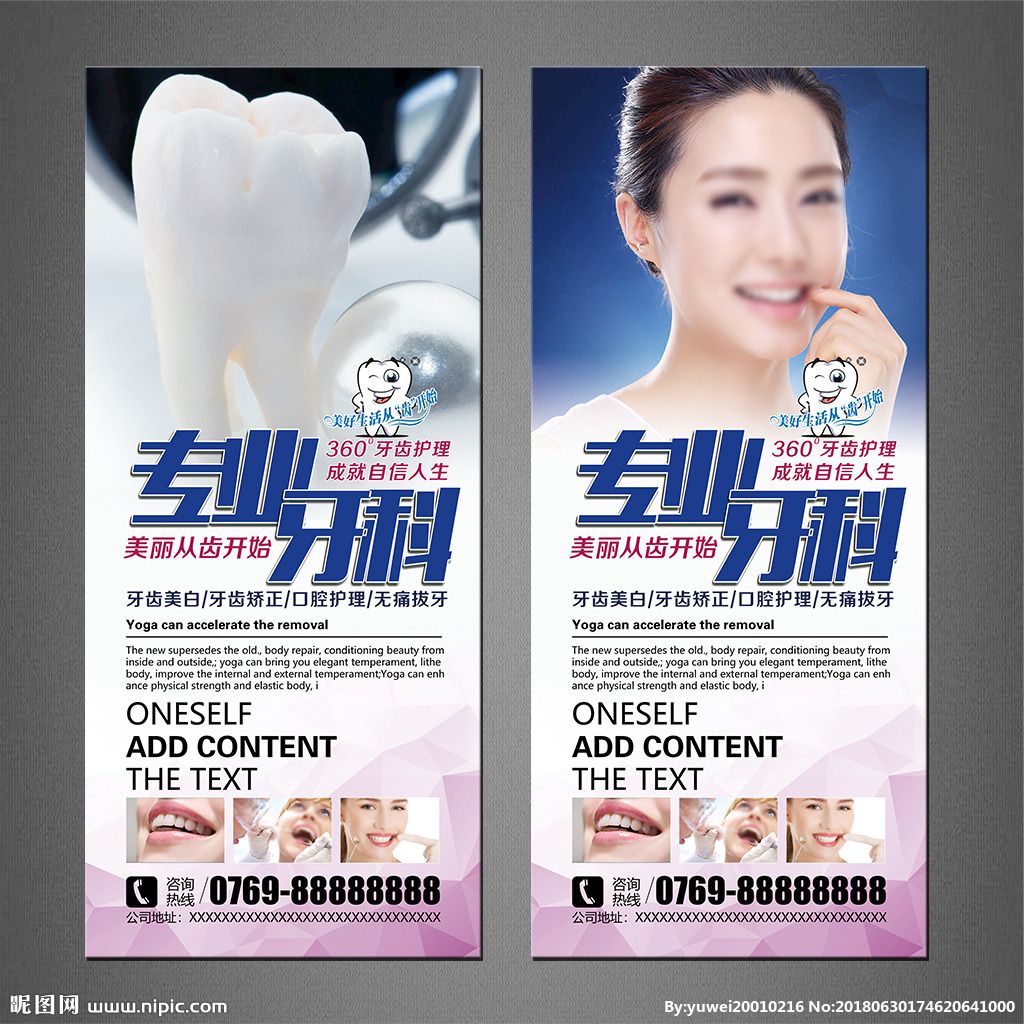 美好生活从“齿”开始
专业
360°牙齿护理
成就自信人生
牙科
美丽从齿开始
牙齿美白/牙齿矫正/口腔护理/无痛拔牙
Yoga can accelerate the removal
The new supersedes the old., body repair, conditioning beauty from
inside and outside,; yoga can bring you elegant temperament, lithe
body, improve the internal and external temperament;Yoga can enh
ance physical strength and elastic body, i
ONESELF
ADD CONTENT
THE TEXT
咨询
热线
/0769-88888888
公司地址：XXXXXXXXXXXXXXXXXXXXXXXXXXXXXXX
美好生活从“齿”开始
专业
360°牙齿护理
成就自信人生
牙科
美丽从齿开始
牙齿美白/牙齿矫正/口腔护理/无痛拔牙
Yoga can accelerate the removal
The new supersedes the old., body repair, conditioning beauty from
inside and outside,; yoga can bring you elegant temperament, lithe
body, improve the internal and external temperament;Yoga can enh
ance physical strength and elastic body, i
ONESELF
ADD CONTENT
THE TEXT
咨询
热线
/0769-88888888
公司地址：XXXXXXXXXXXXXXXXXXXXXXXXXXXXXXX
昵图网 www.nipic.com
By:yuwei20010216 No:20180630174620641000